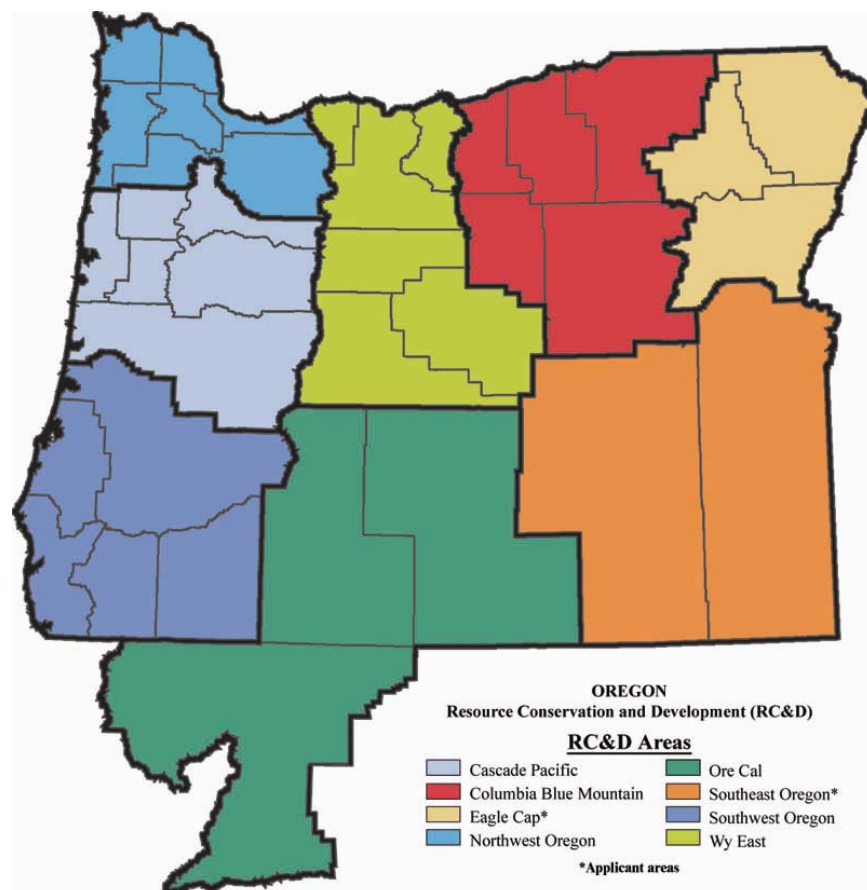 OREGON
Resource Conservation and Development (RC&D)
RC&D Areas
Cascade Pacific
Columbia Blue Mountain
Eagle Cap*
Northwest Oregon
Ore Cal
Southeast Oregon*
Southwest Oregon
Wy East
*Applicant areas